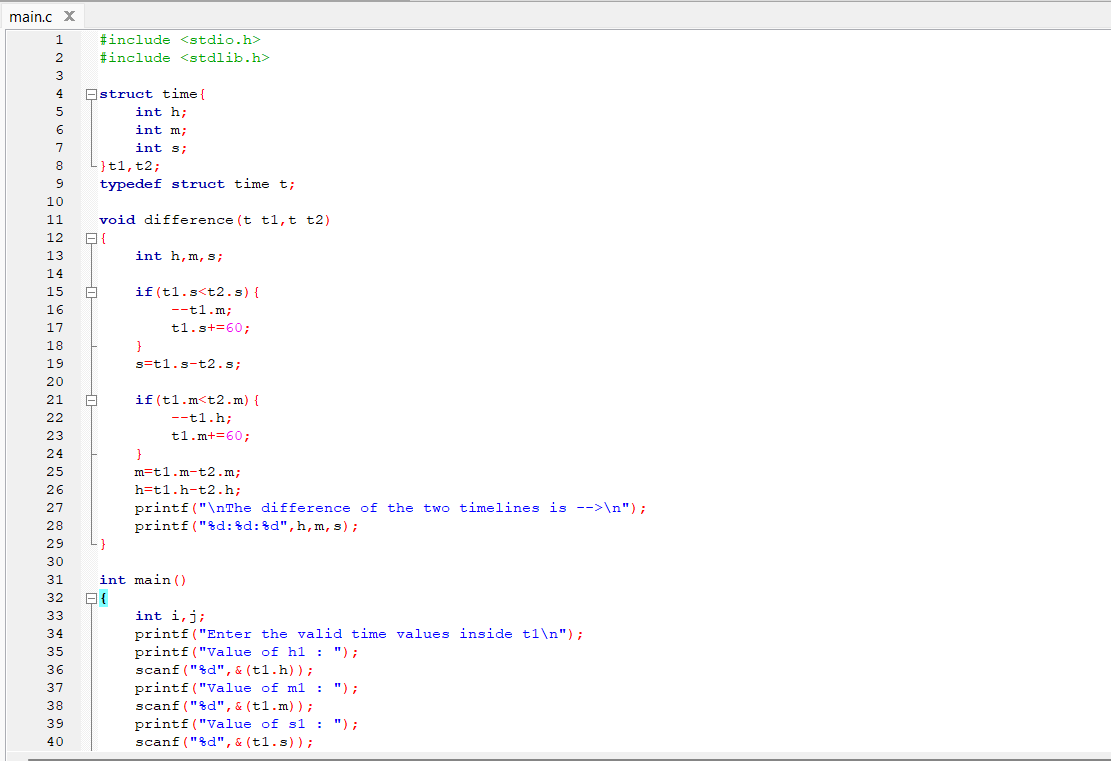 main.c X
1 #include <stdio.h>
2 #include <stdlib.h>
3
4 struct time{
5     int h;
6     int m;
7     int s;
8 }t1,t2;
9 typedef struct time t;
10
11 void difference(t t1,t t2)
12 {
13     int h,m,s;
14
15     if(t1.s<t2.s){
16         --t1.m;
17         t1.s+=60;
18     }
19     s=t1.s-t2.s;
20
21     if(t1.m<t2.m){
22         --t1.h;
23         t1.m+=60;
24     }
25     m=t1.m-t2.m;
26     h=t1.h-t2.h;
27     printf("\nThe difference of the two timelines is -->\n");
28     printf("%d:%d:%d",h,m,s);
29 }
30
31 int main()
32 {
33     int i,j;
34     printf("Enter the valid time values inside t1\n");
35     printf("Value of h1 : ");
36     scanf("%d",&(t1.h));
37     printf("Value of m1 : ");
38     scanf("%d",&(t1.m));
39     printf("Value of s1 : ");
40     scanf("%d",&(t1.s));